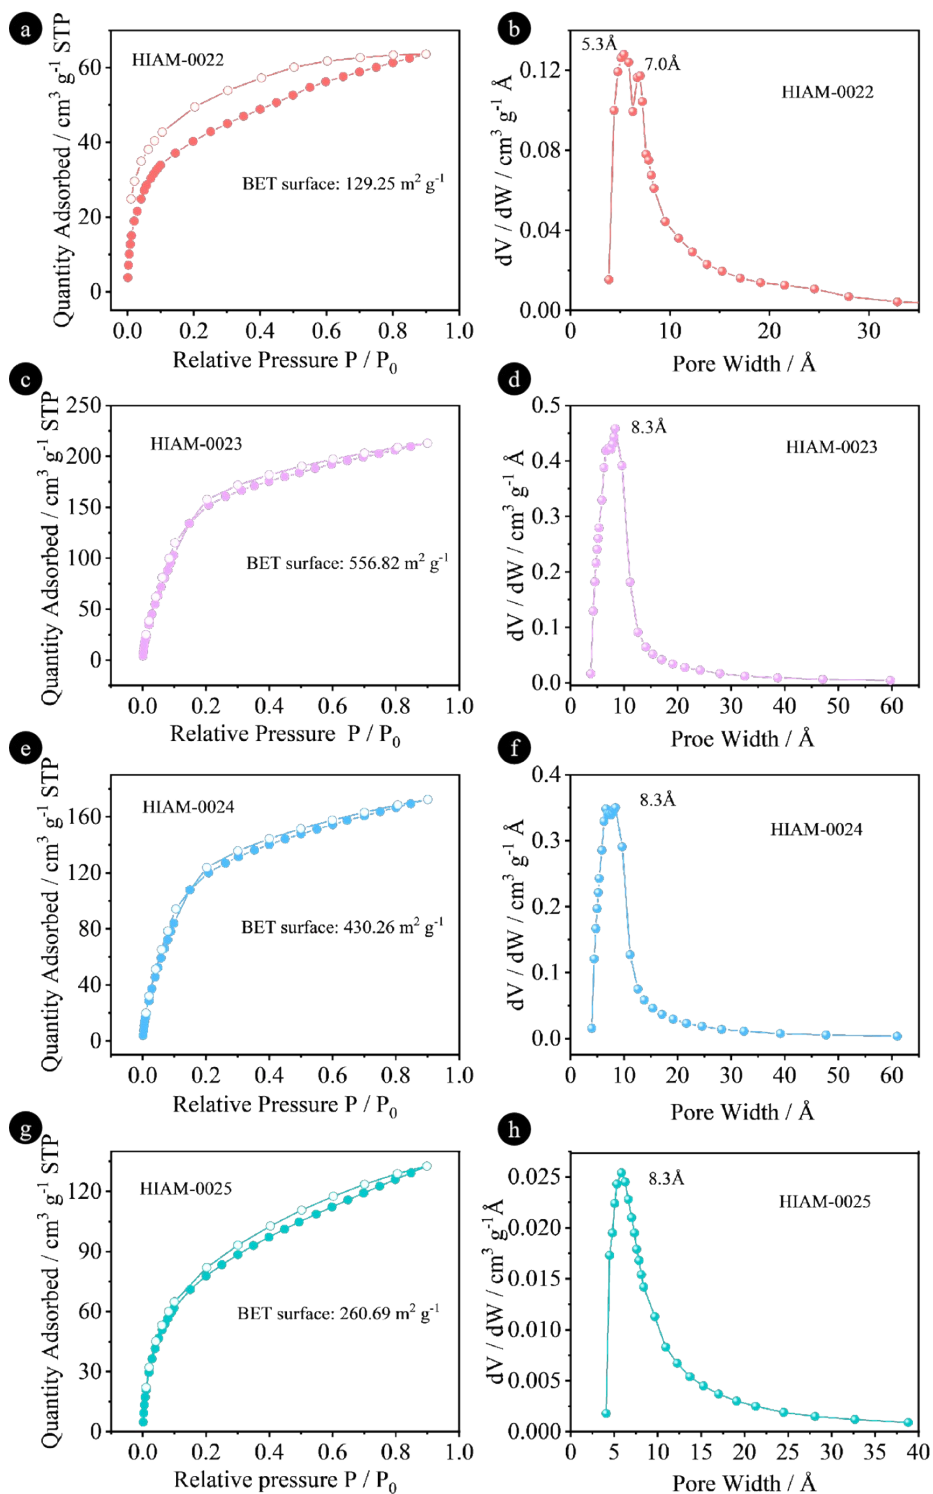 a
Quantity Adsorbed / cm³ g⁻¹ STP
HIAM-0022
BET surface: 129.25 m² g⁻¹
60
40
20
0
0.0 0.2 0.4 0.6 0.8 1.0
Relative Pressure P / P₀
b
dV / dW / cm³ g⁻¹ Å
5.3Å
7.0Å
HIAM-0022
0.12
0.08
0.04
0.00
0 10 20 30
Pore Width / Å
c
Quantity Adsorbed / cm³ g⁻¹ STP
HIAM-0023
BET surface: 556.82 m² g⁻¹
250
200
150
100
50
0
0.0 0.2 0.4 0.6 0.8 1.0
Relative Pressure P / P₀
d
dV / dW / cm³ g⁻¹ Å
8.3Å
HIAM-0023
0.5
0.4
0.3
0.2
0.1
0.0
0 10 20 30 40 50 60
Proe Width / Å
e
Quantity Adsorbed / cm³ g⁻¹ STP
HIAM-0024
BET surface: 430.26 m² g⁻¹
160
120
80
40
0
0.0 0.2 0.4 0.6 0.8 1.0
Relative Pressure P / P₀
f
dV / dW / cm³ g⁻¹ Å
8.3Å
HIAM-0024
0.4
0.3
0.2
0.1
0.0
0 10 20 30 40 50 60
Pore Width / Å
g
Quantity Adsorbed / cm³ g⁻¹ STP
HIAM-0025
BET surface: 260.69 m² g⁻¹
120
90
60
30
0
0.0 0.2 0.4 0.6 0.8 1.0
Relative pressure P / P₀
h
dV / dW / cm³ g⁻¹ Å
8.3Å
HIAM-0025
0.025
0.020
0.015
0.010
0.005
0.000
0 5 10 15 20 25 30 35 40
Pore Width / Å